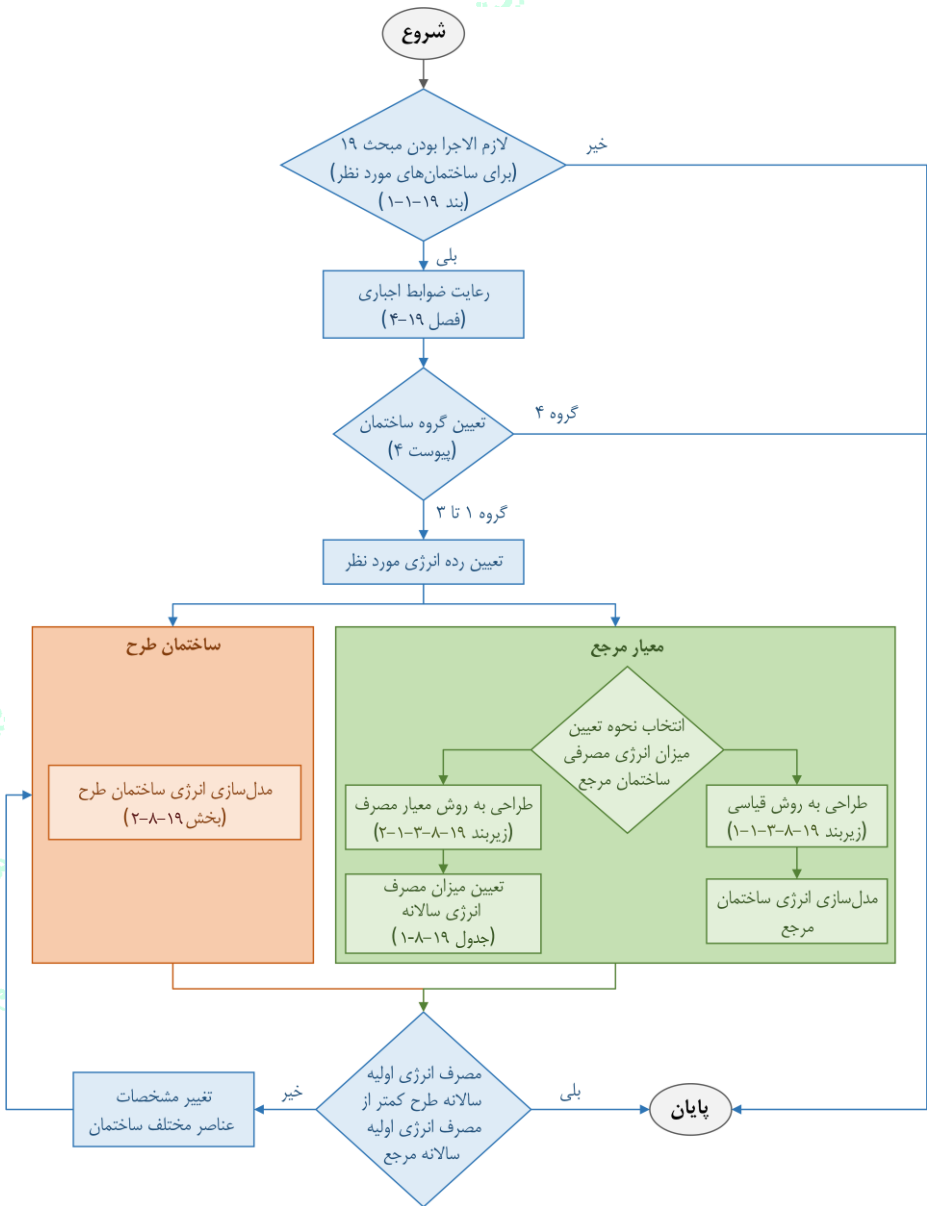 شروع
لازم الاجرا بودن مبحث ۱۹
(برای ساختمان‌های مورد نظر)
(بند ۱۹-۱-۱)
خیر
بلی
رعایت ضوابط اجباری
(فصل ۱۹-۴)
تعیین گروه ساختمان
(پیوست ۴)
گروه ۴
گروه ۱ تا ۳
تعیین رده انرژی مورد نظر
معیار مرجع
انتخاب نحوه تعیین
میزان انرژی مصرفی
ساختمان مرجع
طراحی به روش قیاسی
(زیربند ۱۹-۸-۳-۱-۱)
مدل‌سازی انرژی ساختمان
مرجع
طراحی به روش معیار مصرف
(زیربند ۱۹-۸-۳-۱-۲)
تعیین میزان مصرف
انرژی سالانه
(جدول ۱۹-۸-۱)
ساختمان طرح
مدل‌سازی انرژی ساختمان طرح
(بخش ۱۹-۸-۲)
مصرف انرژی اولیه
سالانه طرح کمتر از
مصرف انرژی اولیه
سالانه مرجع
بلی
پایان
خیر
تغییر مشخصات
عناصر مختلف ساختمان